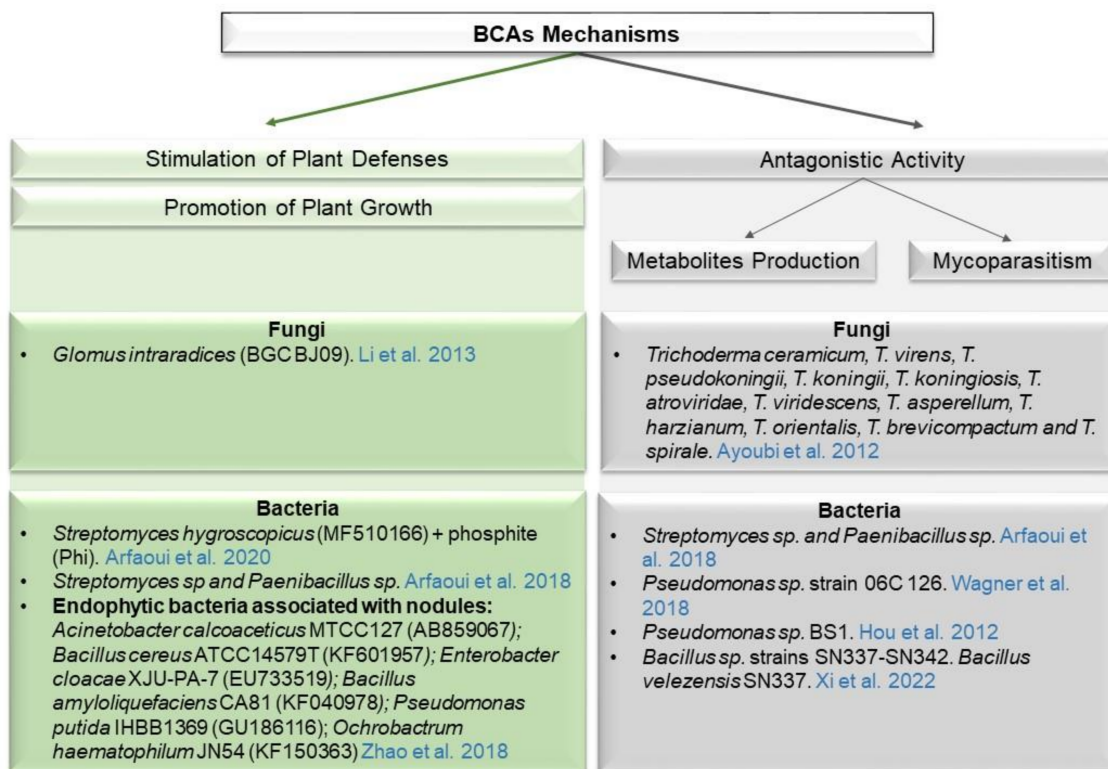 BCAs Mechanisms
Stimulation of Plant Defenses
Promotion of Plant Growth
Fungi
• Glomus intraradices (BGC BJ09). Li et al. 2013
Bacteria
• Streptomyces hygroscopicus (MF510166) + phosphite
(Phi). Arfaoui et al. 2020
• Streptomyces sp and Paenibacillus sp. Arfaoui et al. 2018
• Endophytic bacteria associated with nodules:
Acinetobacter calcoaceticus MTCC127 (AB859067);
Bacillus cereus ATCC14579T (KF601957); Enterobacter
cloacae XJU-PA-7 (EU733519); Bacillus
amyloliquefaciens CA81 (KF040978); Pseudomonas
putida IHBB1369 (GU186116); Ochrobactrum
haematophilum JN54 (KF150363) Zhao et al. 2018
Antagonistic Activity
Metabolites Production
Mycoparasitism
Fungi
• Trichoderma ceramicum, T. virens, T.
pseudokoningii, T. koningii, T. koningiosis, T.
atroviridae, T. viridescens, T. asperellum, T.
harzianum, T. orientalis, T. brevicompactum and T.
spirale. Ayoubi et al. 2012
Bacteria
• Streptomyces sp. and Paenibacillus sp. Arfaoui et
al. 2018
• Pseudomonas sp. strain 06C 126. Wagner et al.
2018
• Pseudomonas sp. BS1. Hou et al. 2012
• Bacillus sp. strains SN337-SN342. Bacillus
velezensis SN337. Xi et al. 2022